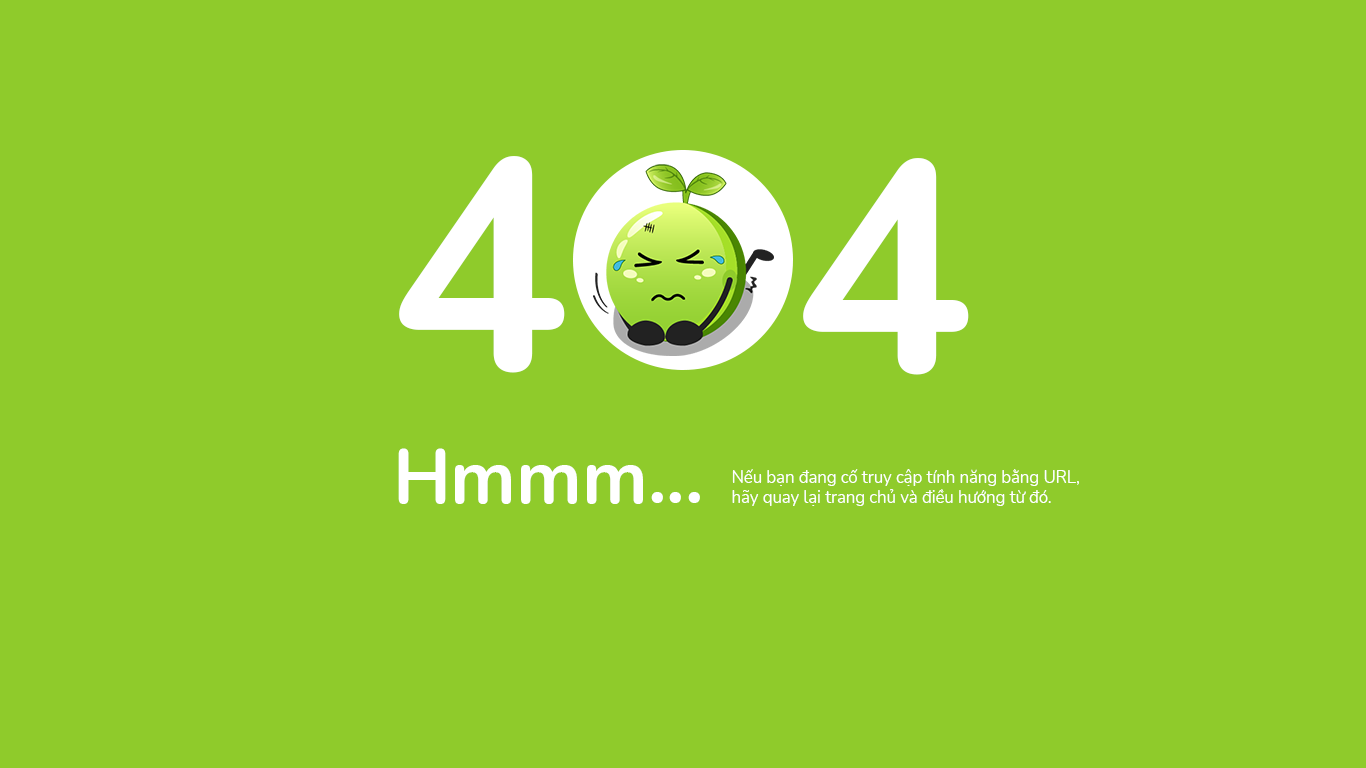 404
Hmmm...
Nếu bạn đang cố truy cập tính năng bằng URL,
hãy quay lại trang chủ và điều hướng từ đó.